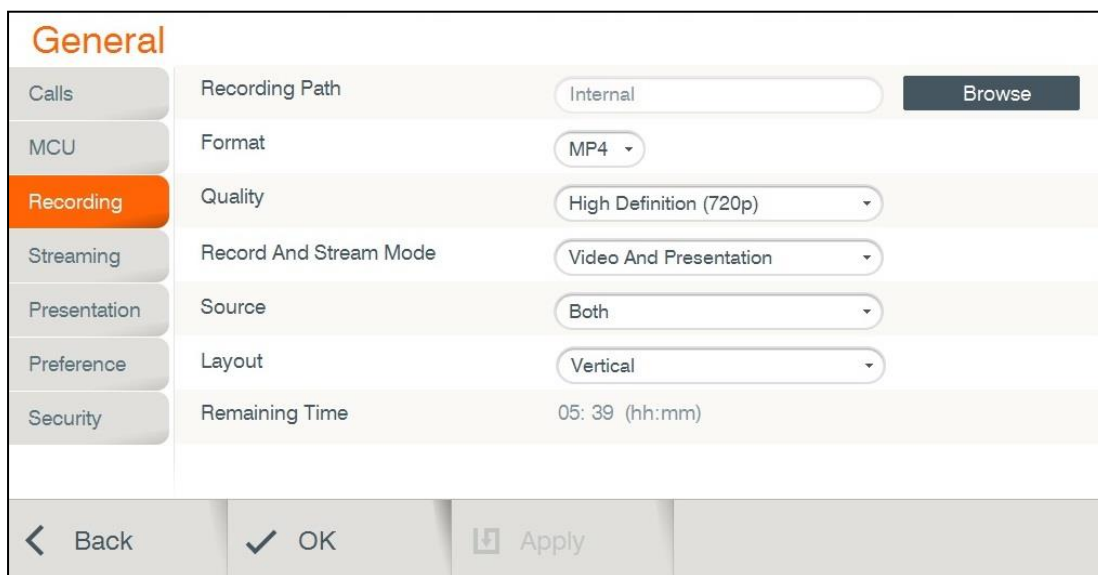 General
Calls
MCU
Recording
Streaming
Presentation
Preference
Security
Recording Path Internal Browse
Format MP4
Quality High Definition (720p)
Record And Stream Mode Video And Presentation
Source Both
Layout Vertical
Remaining Time 05: 39 (hh:mm)
Back OK Apply